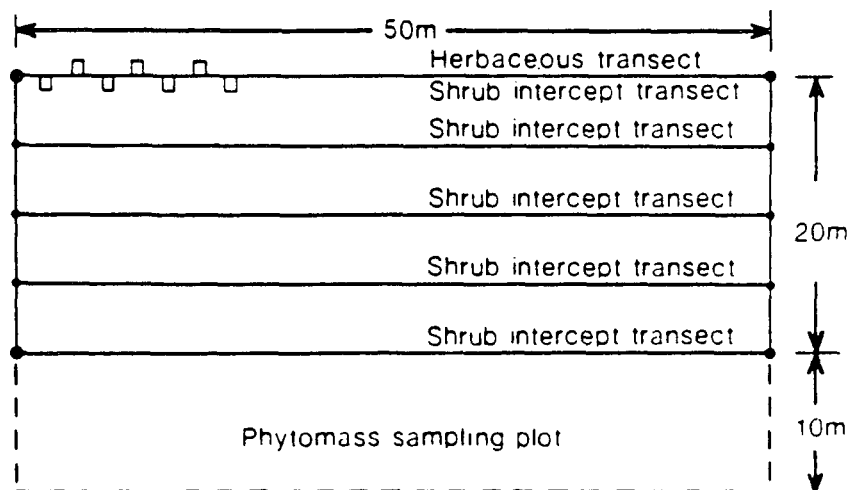 50m
Herbaceous transect
Shrub intercept transect
Shrub intercept transect
Shrub intercept transect
20m
Shrub intercept transect
Shrub intercept transect
10m
Phytomass sampling plot